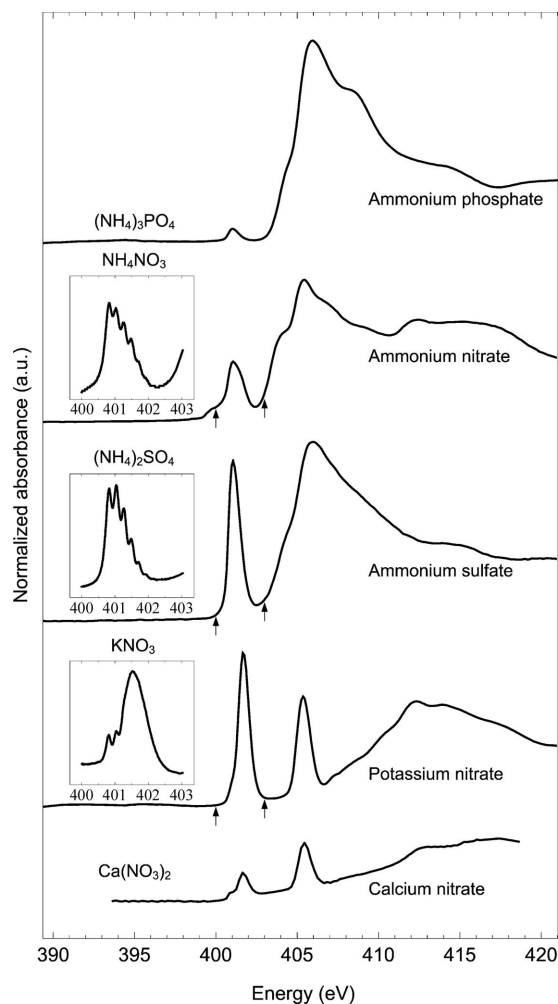 (NH4)3PO4
Ammonium phosphate
NH4NO3
400 401 402 403
Ammonium nitrate
(NH4)2SO4
400 401 402 403
Ammonium sulfate
KNO3
400 401 402 403
Potassium nitrate
Ca(NO3)2
Calcium nitrate
Normalized absorbance (a.u.)
390 395 400 405 410 415 420
Energy (eV)